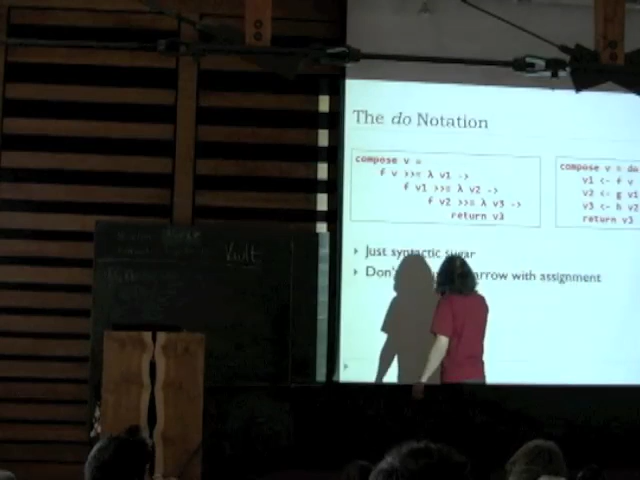 The do Notation
compose v =
f v >>= λ v1 ->
f v1 >>= λ v2 ->
f v2 >>= λ v3 ->
return v3
compose v = do
v1 <- f v
v2 <- g v1
v3 <- h v2
return v3
Just syntactic sugar
Don' arrow with assignment
Vault